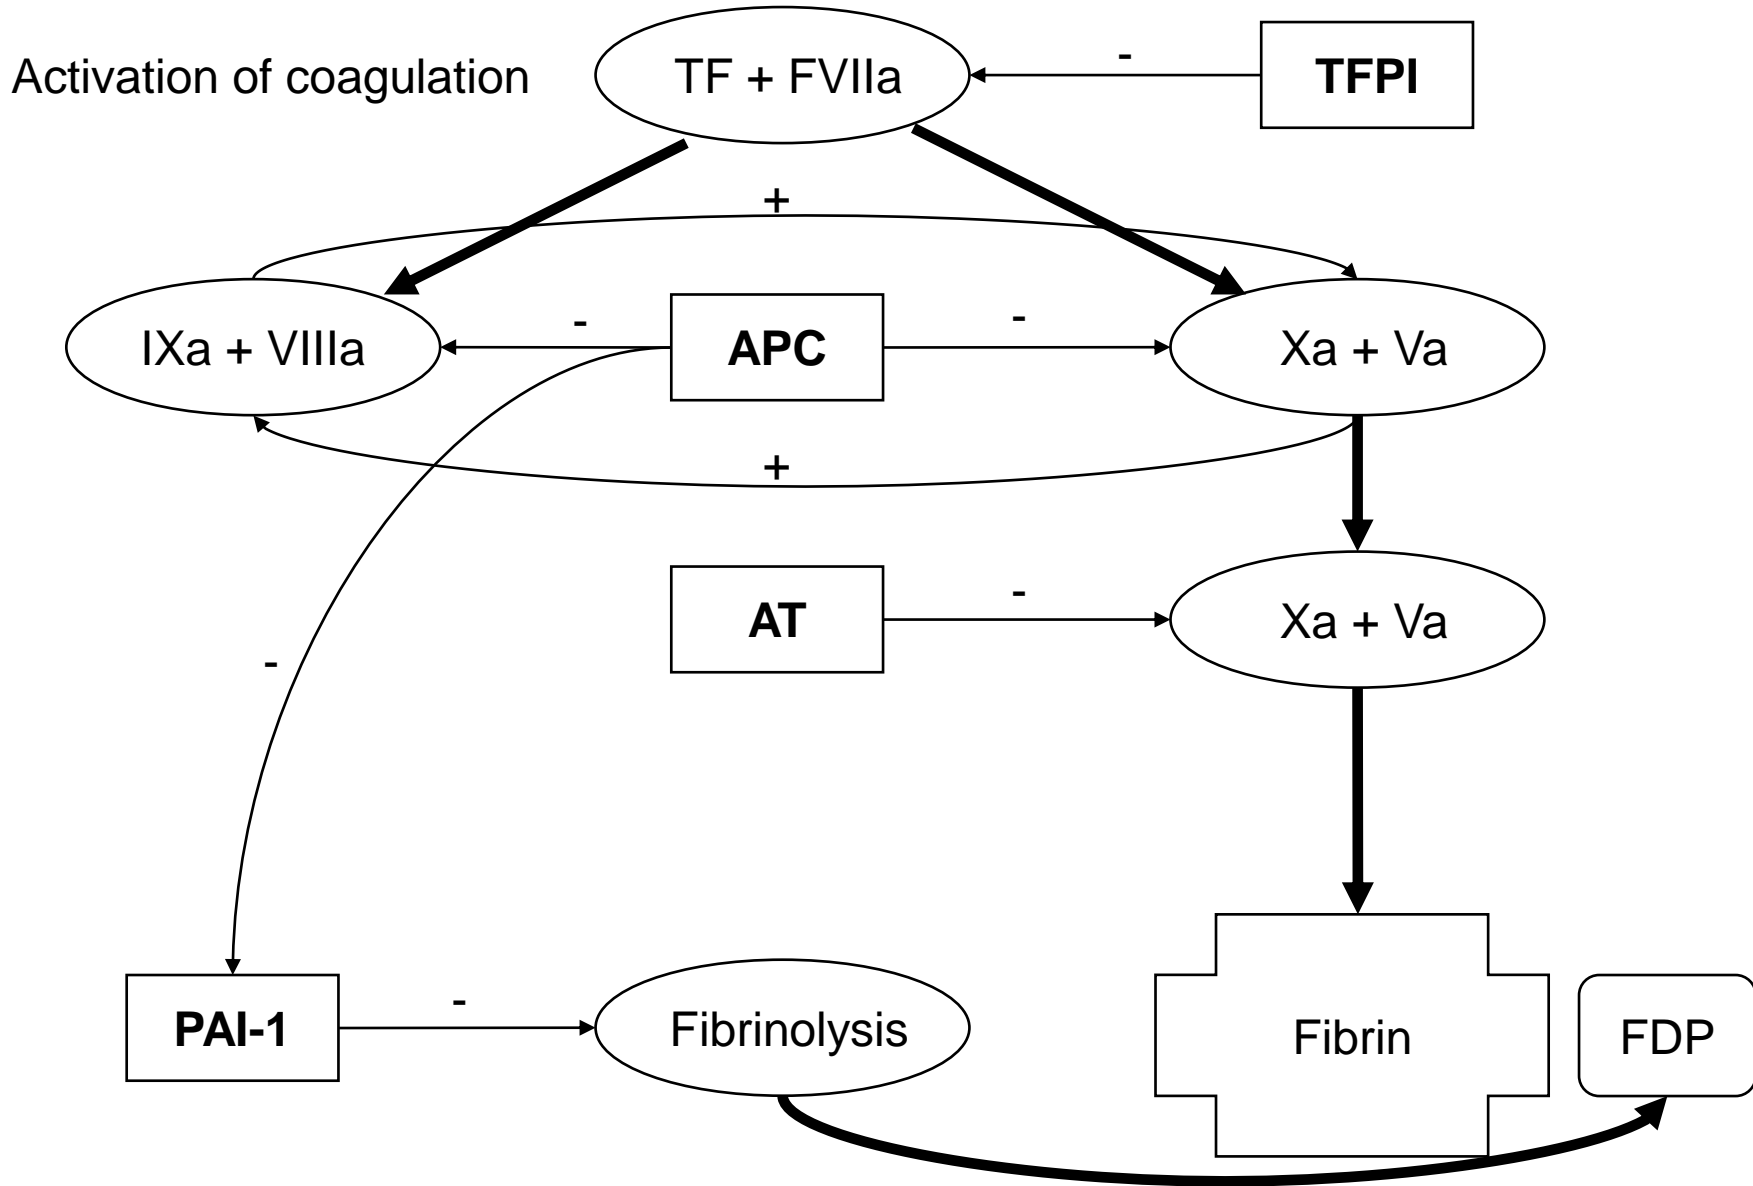 Activation of coagulation
TF + FVIIa
-
TFPI
+
IXa + VIIIa
-
APC
-
Xa + Va
+
AT
-
Xa + Va
-
PAI-1
-
Fibrinolysis
Fibrin
FDP